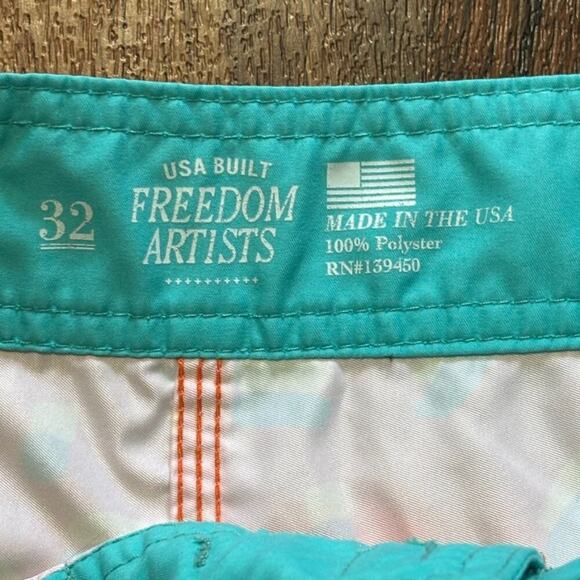 32
USA BUILT
FREEDOM
ARTISTS
++++++++++
MADE IN THE USA
100% Polyster
RN#139450